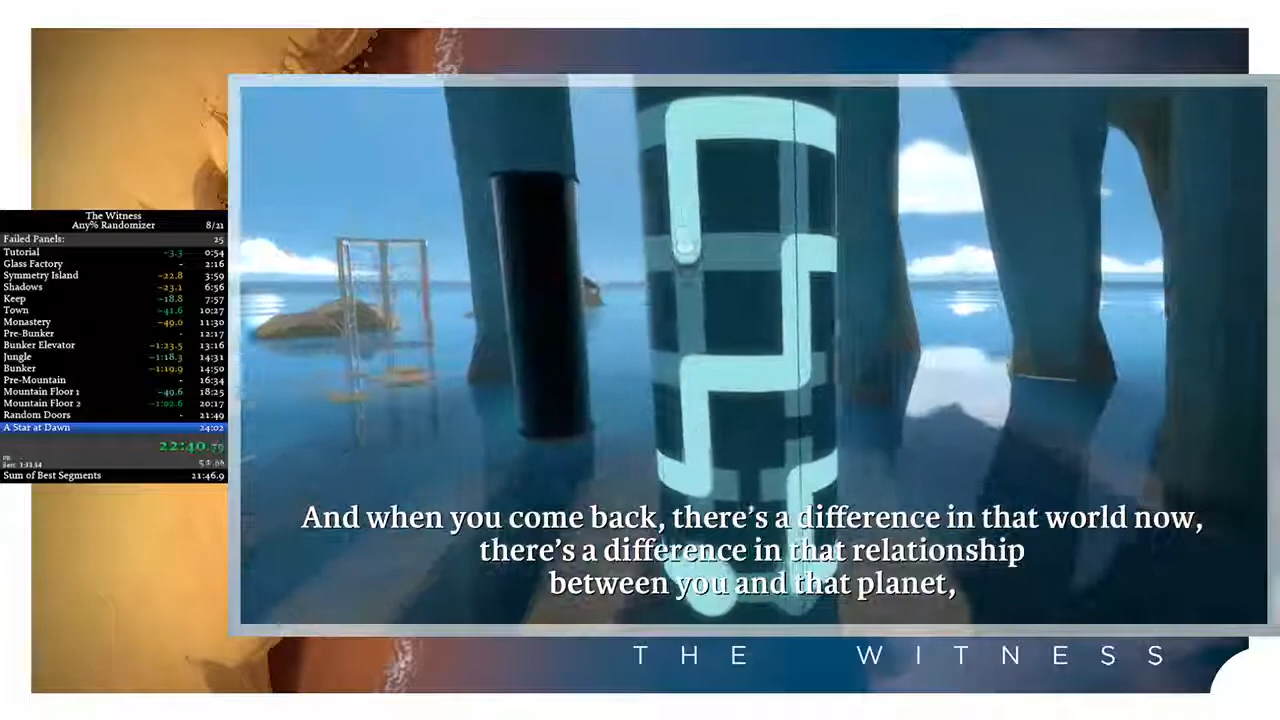 The Witness
Any% Randomizer 8/21
Failed Panels: 25
Tutorial -3.3 0:54
Glass Factory - 2:16
Symmetry Island -22.8 3:59
Shadows -23.1 6:56
Keep -18.8 7:57
Town -41.6 10:27
Monastery -49.0 11:30
Pre-Bunker - 12:17
Bunker Elevator -1:23.5 13:16
Jungle -1:18.3 14:31
Bunker -1:19.9 14:50
Pre-Mountain - 16:34
Mountain Floor 1 -49.6 18:25
Mountain Floor 2 -1:02.6 20:17
Random Doors - 21:49
A Star at Dawn 24:02
22:40
Sum of Best Segments 21:46.9
And when you come back, there's a difference in that world now,
there's a difference in that relationship
between you and that planet,
THE WITNESS